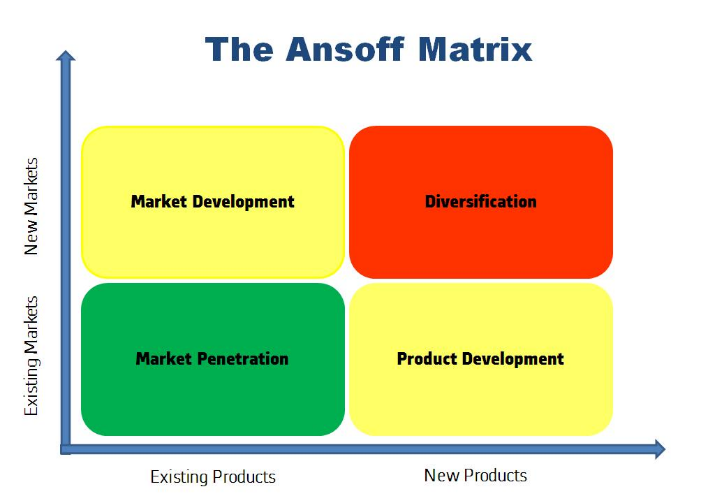 The Ansoff Matrix
New Markets
Market Development
Diversification
Existing Markets
Market Penetration
Product Development
Existing Products
New Products